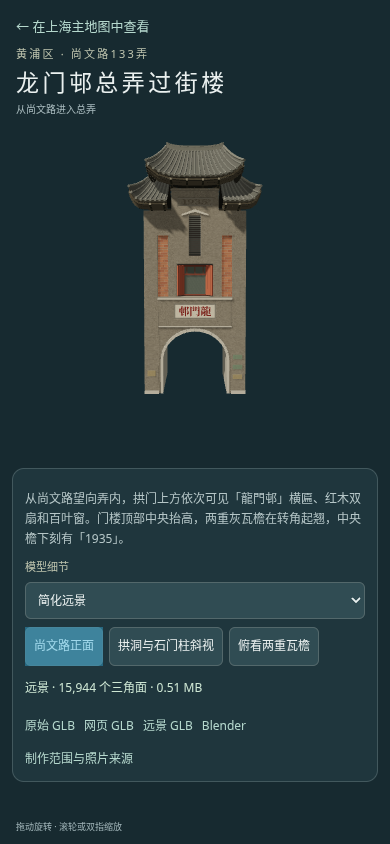 ← 在上海主地图中查看
黄浦区 · 尚文路133弄
龙门邨总弄过街楼
从尚文路进入总弄
邨門龍
从尚文路望向弄内，拱门上方依次可见「龍門邨」横匾、红木双
扇和百叶窗。门楼顶部中央抬高，两重灰瓦檐在转角起翘，中央
檐下刻有「1935」。
模型细节
简化远景
尚文路正面 拱洞与石门柱斜视 俯看两重瓦檐
远景 · 15,944 个三角面 · 0.51 MB
原始 GLB 网页 GLB 远景 GLB Blender
制作范围与照片来源
拖动旋转 · 滚轮或双指缩放